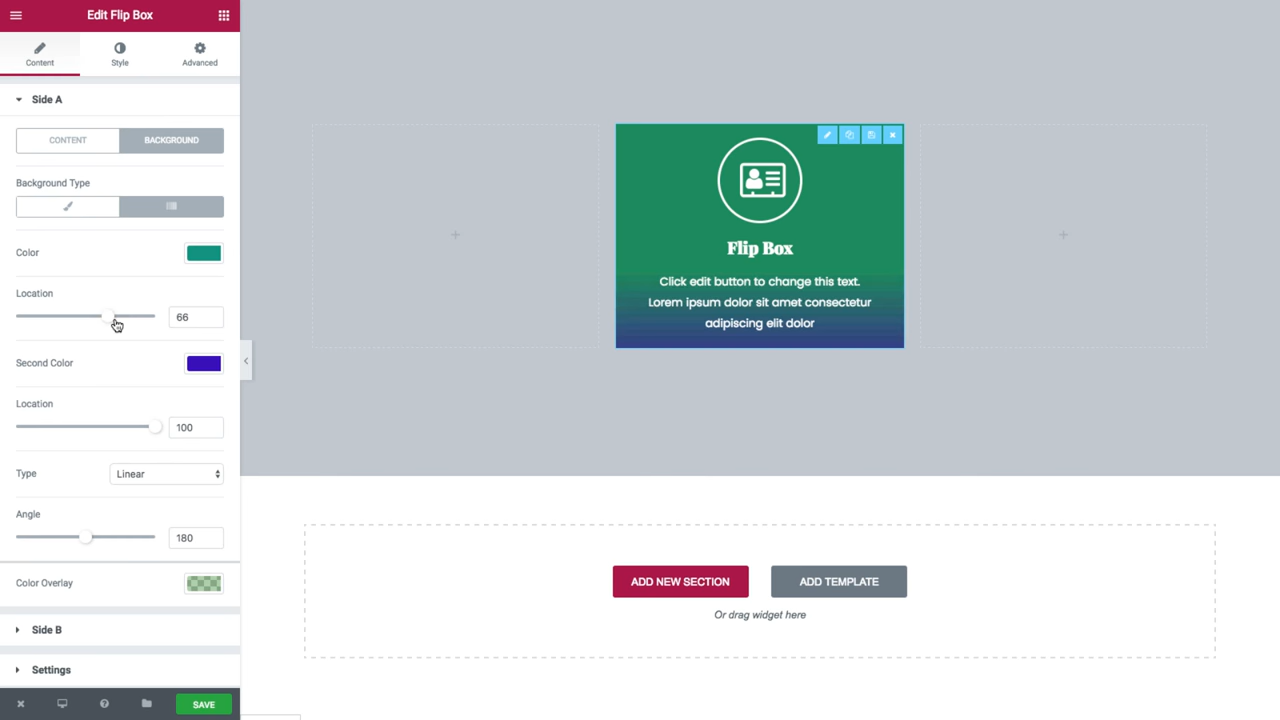 Edit Flip Box
Content
Style
Advanced
Side A
CONTENT
BACKGROUND
Background Type
Color
Location
66
Second Color
Location
100
Type
Linear
Angle
180
Color Overlay
Side B
Settings
SAVE
Flip Box
Click edit button to change this text.
Lorem ipsum dolor sit amet consectetur
adipiscing elit dolor
ADD NEW SECTION
ADD TEMPLATE
Or drag widget here